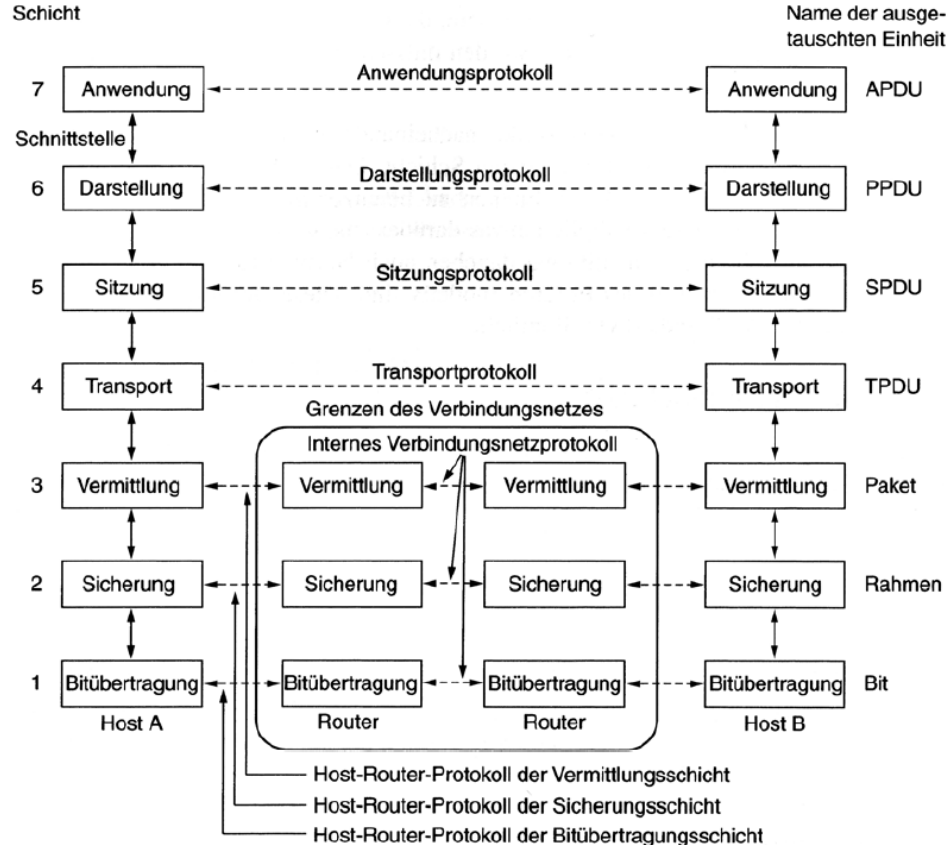 Schicht
Name der ausge-
tauschten Einheit
7 Anwendung Anwendungsprotokoll Anwendung APDU
Schnittstelle
6 Darstellung Darstellungsprotokoll Darstellung PPDU
5 Sitzung Sitzungsprotokoll Sitzung SPDU
4 Transport Transportprotokoll Transport TPDU
Grenzen des Verbindungsnetzes
Internes Verbindungsnetzprotokoll
3 Vermittlung Vermittlung Vermittlung Vermittlung Paket
2 Sicherung Sicherung Sicherung Sicherung Rahmen
1 Bitübertragung Bitübertragung Bitübertragung Bitübertragung Bit
Host A Router Router Host B
Host-Router-Protokoll der Vermittlungsschicht
Host-Router-Protokoll der Sicherungsschicht
Host-Router-Protokoll der Bitübertragungsschicht